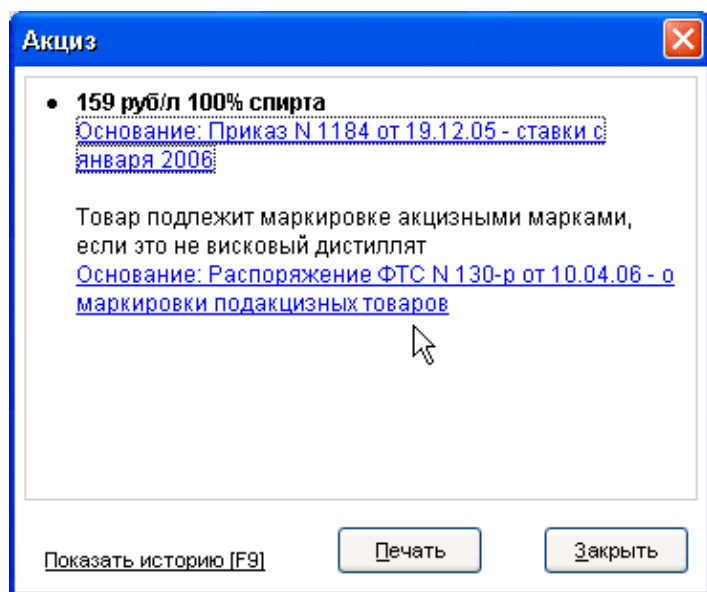 Акциз
159 руб/л 100% спирта
Основание: Приказ N 1184 от 19.12.05 - ставки с
января 2006
Товар подлежит маркировке акцизными марками,
если это не висковый дистиллят
Основание: Распоряжение ФТС N 130-р от 10.04.06 - о
маркировки подакцизных товаров
Показать историю [F9]
Печать
Закрыть